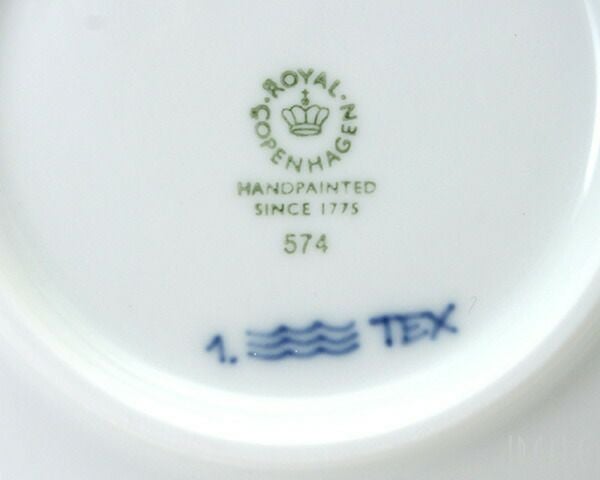 ROYAL COPENHAGEN
HANDPAINTED
SINCE 1775
574
1. TEX